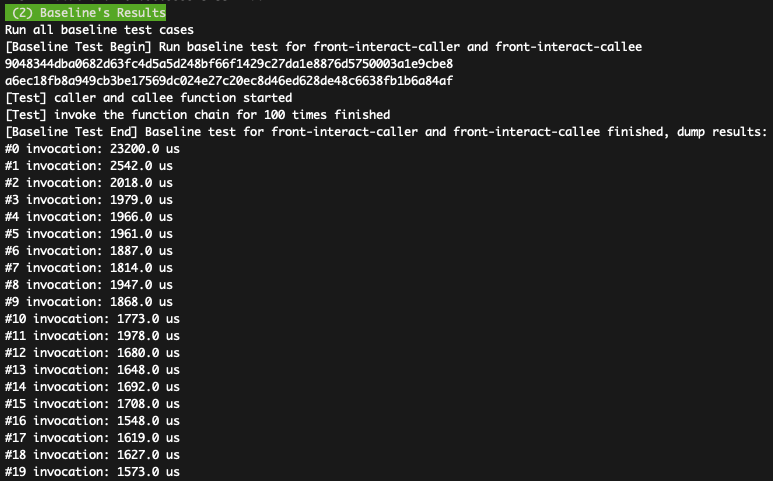 (2) Baseline's Results
Run all baseline test cases
[Baseline Test Begin] Run baseline test for front-interact-caller and front-interact-callee
9048344dba0682d63fc4d5a5d248bf66f1429c27da1e8876d5750003a1e9cbe8
a6ec18fb8a949cb3be17569dc024e27c20ec8d46ed628de48c6638fb1b6a84af
[Test] caller and callee function started
[Test] invoke the function chain for 100 times finished
[Baseline Test End] Baseline test for front-interact-caller and front-interact-callee finished, dump results:
#0 invocation: 23200.0 us
#1 invocation: 2542.0 us
#2 invocation: 2018.0 us
#3 invocation: 1979.0 us
#4 invocation: 1966.0 us
#5 invocation: 1961.0 us
#6 invocation: 1887.0 us
#7 invocation: 1814.0 us
#8 invocation: 1947.0 us
#9 invocation: 1868.0 us
#10 invocation: 1773.0 us
#11 invocation: 1978.0 us
#12 invocation: 1680.0 us
#13 invocation: 1648.0 us
#14 invocation: 1692.0 us
#15 invocation: 1708.0 us
#16 invocation: 1548.0 us
#17 invocation: 1619.0 us
#18 invocation: 1627.0 us
#19 invocation: 1573.0 us